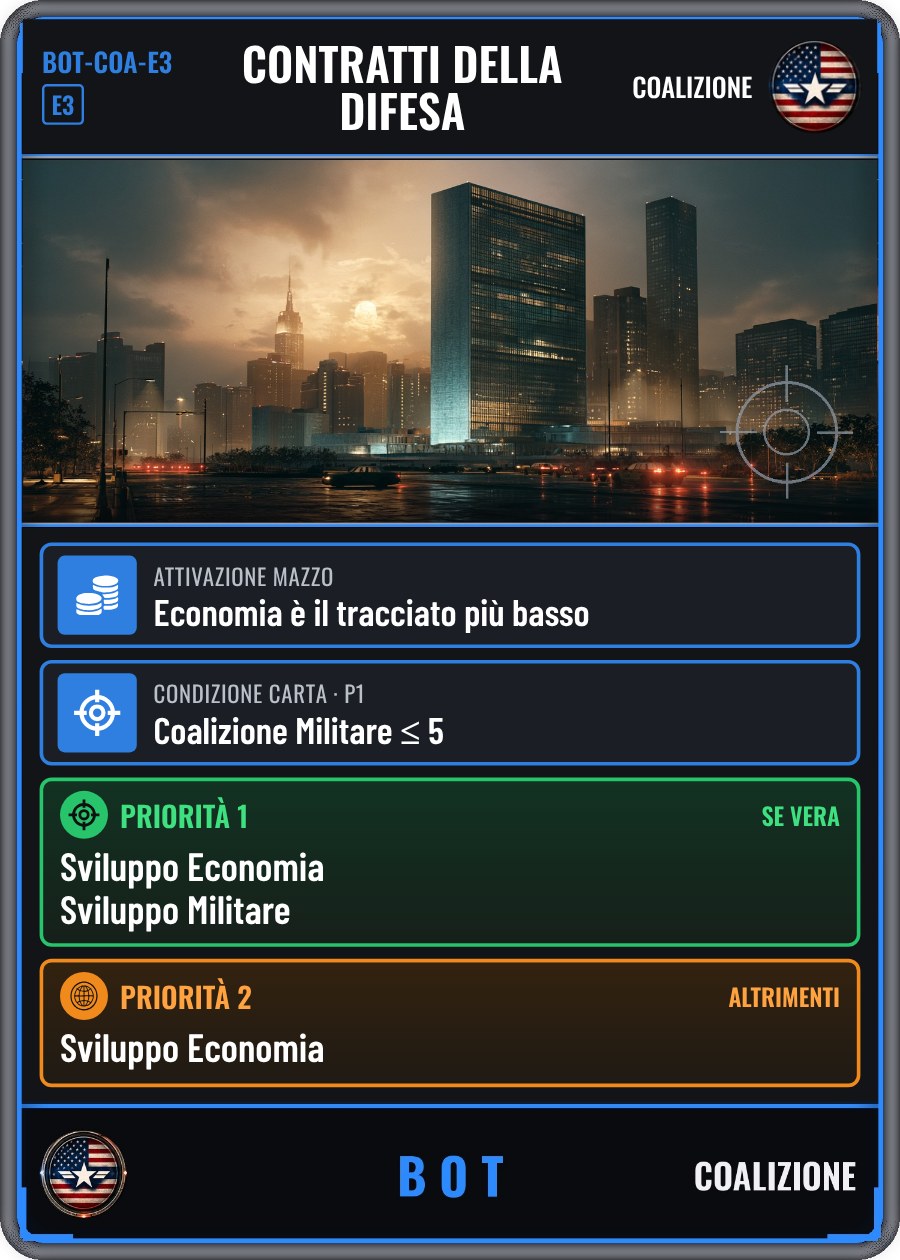 BOT-COA-E3
E3
CONTRATTI DELLA
DIFESA
COALIZIONE
ATTIVAZIONE MAZZO
Economia è il tracciato più basso
CONDIZIONE CARTA · P1
Coalizione Militare ≤ 5
PRIORITÀ 1
SE VERA
Sviluppo Economia
Sviluppo Militare
PRIORITÀ 2
ALTRIMENTI
Sviluppo Economia
BOT
COALIZIONE